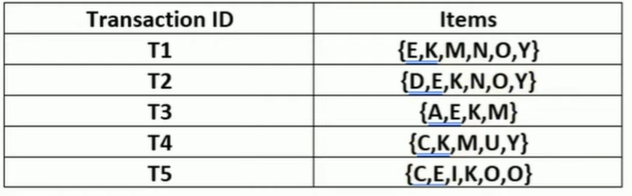 Transaction ID Items
T1 {E,K,M,N,O,Y}
T2 {D,E,K,N,O,Y}
T3 {A,E,K,M}
T4 {C,K,M,U,Y}
T5 {C,E,I,K,O,O}